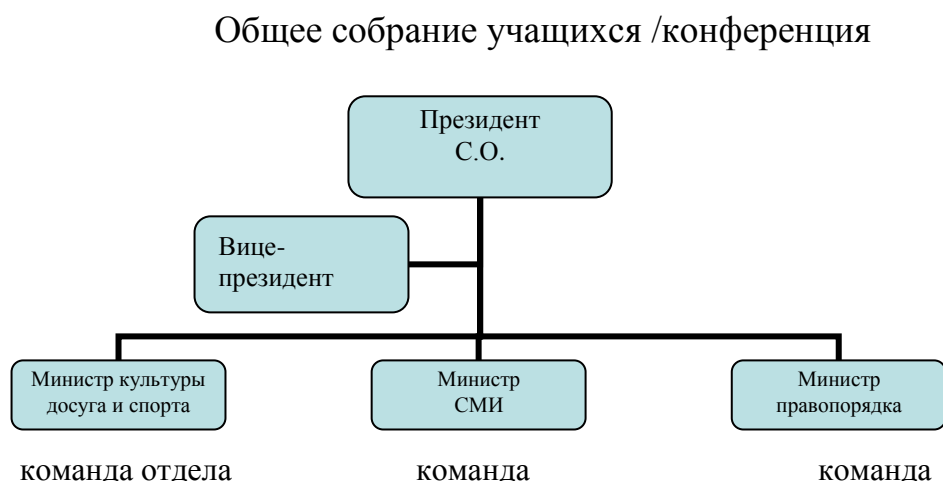 Общее собрание учащихся /конференция
Президент
С.О.
Вице-
президент
Министр культуры
досуга и спорта
Министр
СМИ
Министр
правопорядка
команда отдела
команда
команда